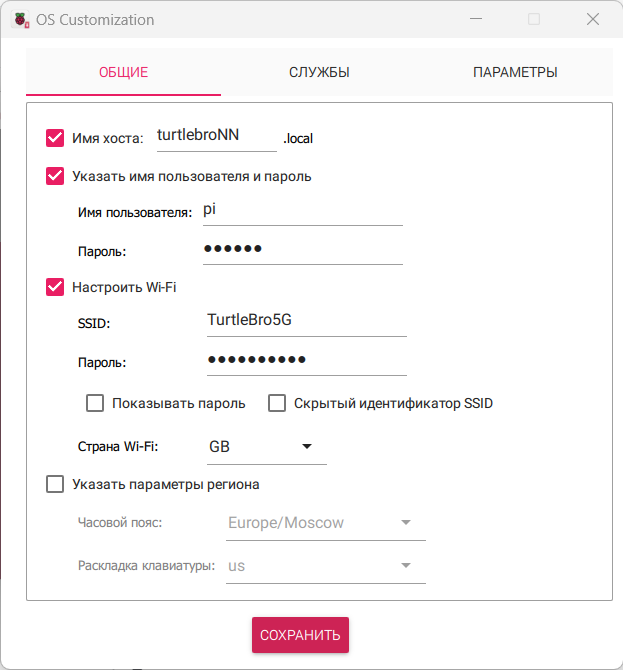 OS Customization
ОБЩИЕ СЛУЖБЫ ПАРАМЕТРЫ
Имя хоста: turtlebroNN .local
Указать имя пользователя и пароль
Имя пользователя: pi
Пароль: ●●●●●●
Настроить Wi-Fi
SSID: TurtleBro5G
Пароль: ●●●●●●●●●●
Показывать пароль Скрытый идентификатор SSID
Страна Wi-Fi: GB
Указать параметры региона
Часовой пояс: Europe/Moscow
Раскладка клавиатуры: us
СОХРАНИТЬ